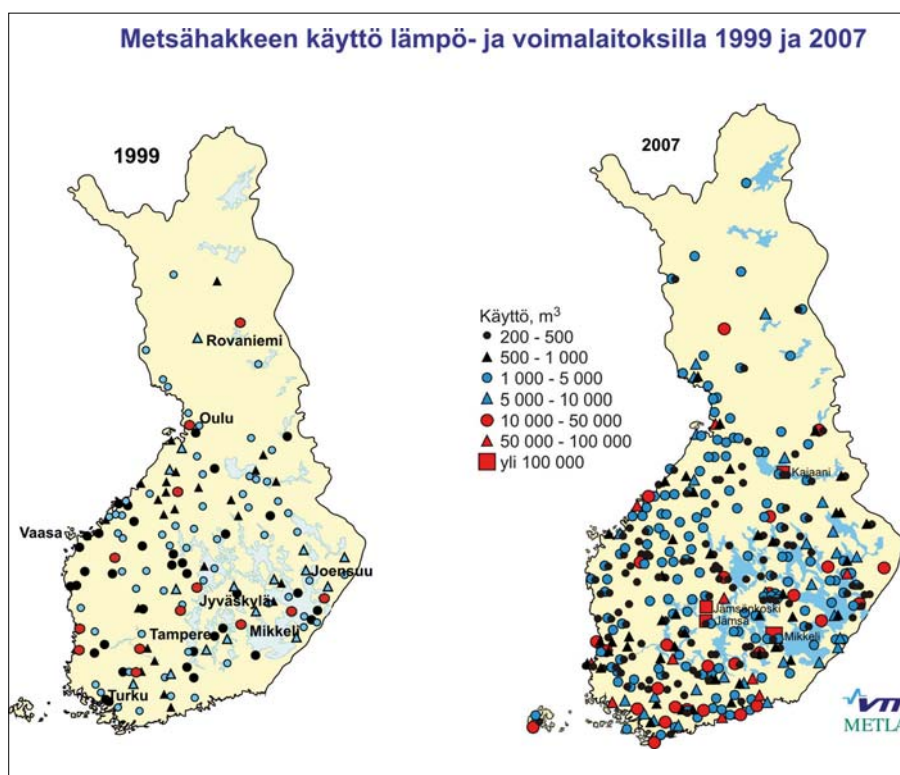 Metsähakkeen käyttö lämpö- ja voimalaitoksilla 1999 ja 2007
1999
Rovaniemi
Oulu
Vaasa
Joensuu
Jyväskylä
Tampere
Mikkeli
Turku
2007
Käyttö, m³
200 - 500
500 - 1 000
1 000 - 5 000
5 000 - 10 000
10 000 - 50 000
50 000 - 100 000
yli 100 000
Kajaani
Jämsänkoski
Jämsä
Mikkeli
METLA